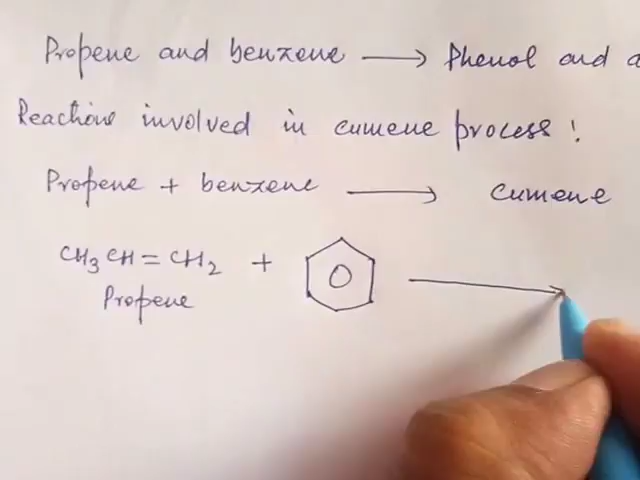 Propene and benzene → Phenol and a
Reactions involved in cumene process!
Propene + benzene → cumene
CH3CH=CH2 + →
Propene